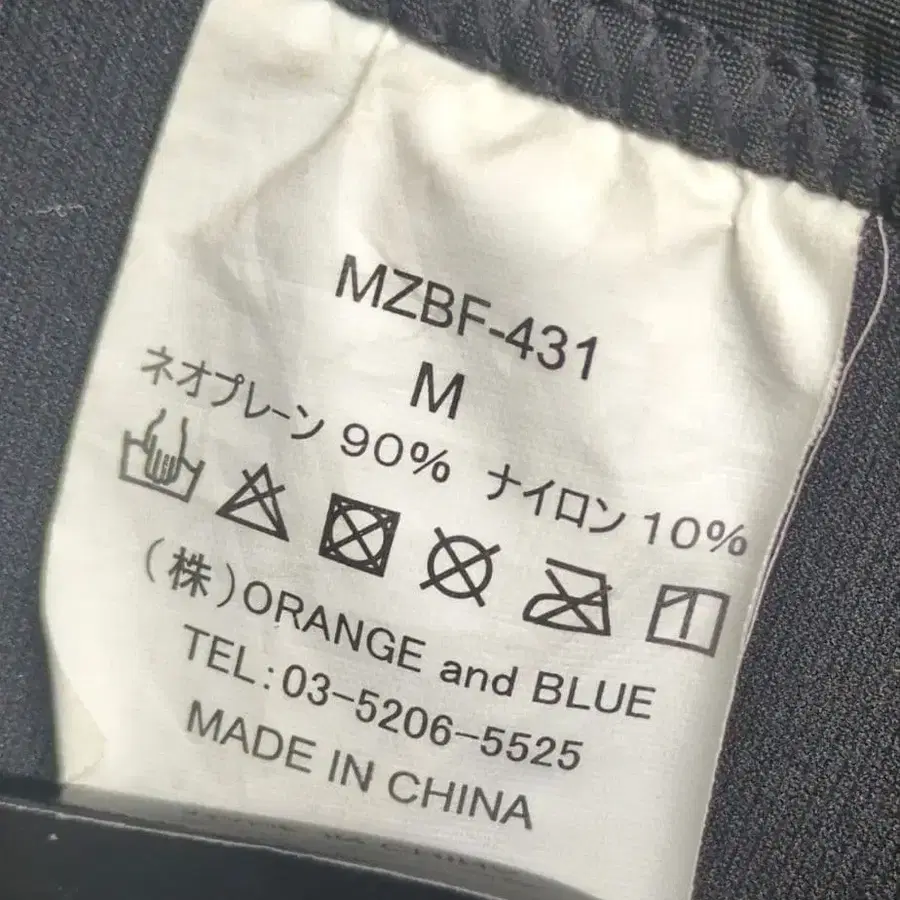 MZBF-431
M
ネオプレーン 90% ナイロン 10%
(株)ORANGE and BLUE
TEL:03-5206-5525
MADE IN CHINA